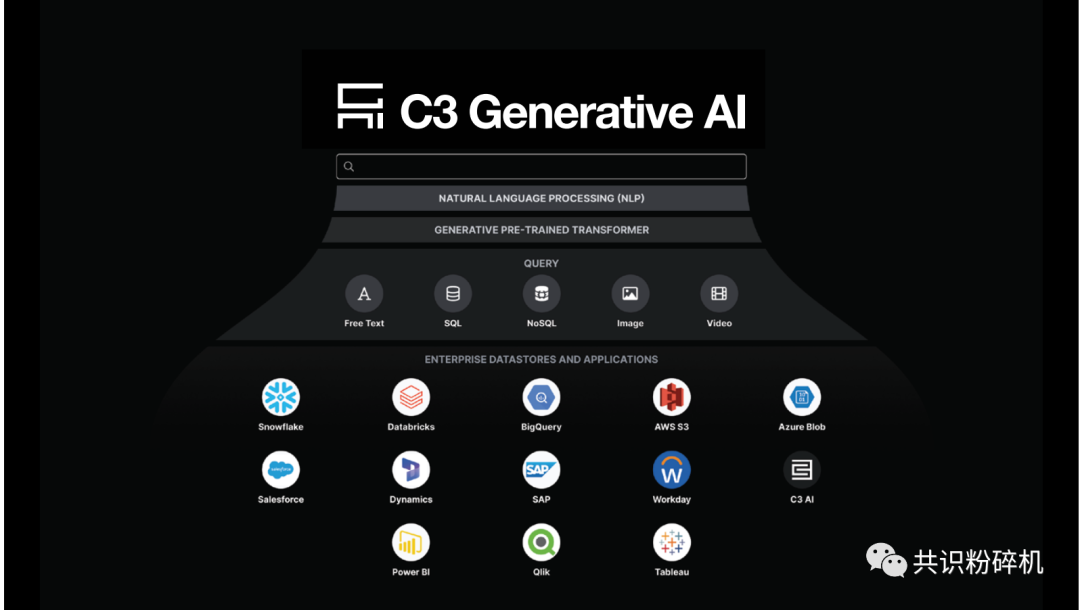 C3 Generative AI
NATURAL LANGUAGE PROCESSING (NLP)
GENERATIVE PRE-TRAINED TRANSFORMER
QUERY
A
Free Text SQL NoSQL Image Video
ENTERPRISE DATASTORES AND APPLICATIONS
Snowflake Databricks BigQuery AWS S3 Azure Blob
salesforce SAP W
Salesforce Dynamics SAP Workday C3 AI
Power BI Qlik Tableau
共识粉碎机